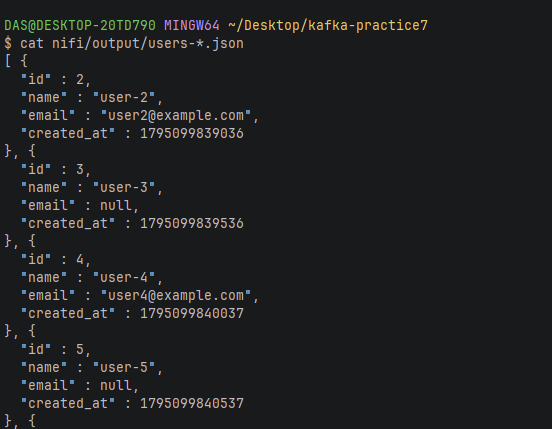 DAS@DESKTOP-20TD790 MINGW64 ~/Desktop/kafka-practice7
$ cat nifi/output/users-*.json
[ {
  "id" : 2,
  "name" : "user-2",
  "email" : "user2@example.com",
  "created_at" : 1795099839036
}, {
  "id" : 3,
  "name" : "user-3",
  "email" : null,
  "created_at" : 1795099839536
}, {
  "id" : 4,
  "name" : "user-4",
  "email" : "user4@example.com",
  "created_at" : 1795099840037
}, {
  "id" : 5,
  "name" : "user-5",
  "email" : null,
  "created_at" : 1795099840537
}, {